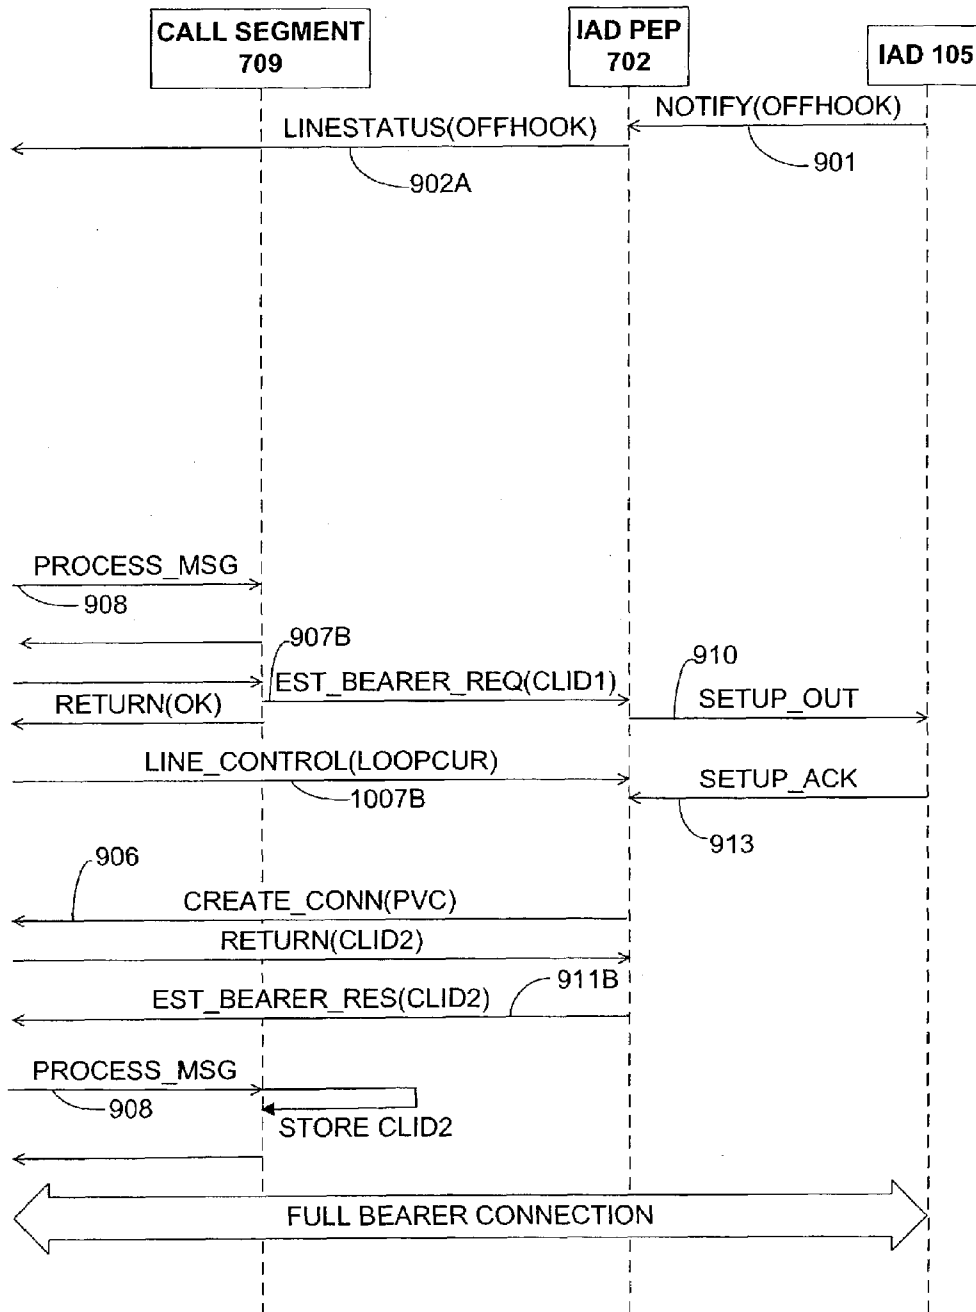 CALL SEGMENT
709
IAD PEP
702
IAD 105
NOTIFY(OFFHOOK)
LINESTATUS(OFFHOOK)
901
902A
PROCESS_MSG
908
907B
EST_BEARER_REQ(CLID1)
910
RETURN(OK)
SETUP_OUT
LINE_CONTROL(LOOPCUR)
SETUP_ACK
1007B
913
906
CREATE_CONN(PVC)
RETURN(CLID2)
911B
EST_BEARER_RES(CLID2)
PROCESS_MSG
908
STORE CLID2
FULL BEARER CONNECTION